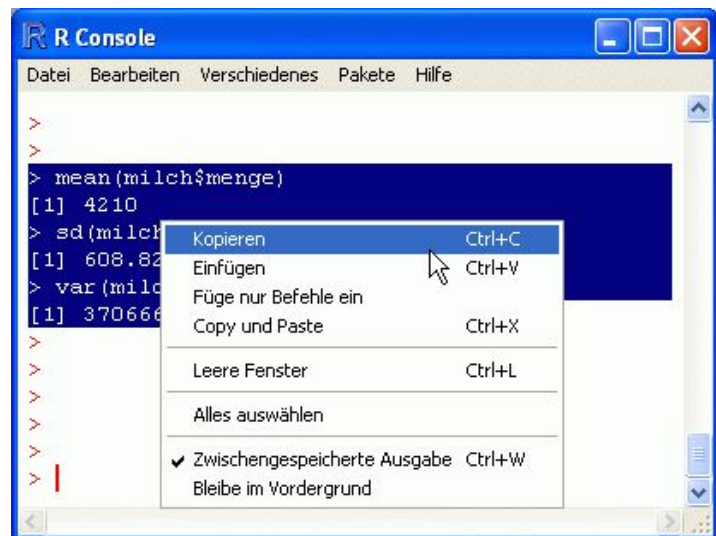 R R Console
Datei Bearbeiten Verschiedenes Pakete Hilfe
>
>
> mean(milch$menge)
[1] 4210
> sd(milch
[1] 608.82
> var(milc
[1] 370666
>
>
>
>
>
>
Kopieren Ctrl+C
Einfügen Ctrl+V
Füge nur Befehle ein
Copy und Paste Ctrl+X
Leere Fenster Ctrl+L
Alles auswählen
Zwischengespeicherte Ausgabe Ctrl+W
Bleibe im Vordergrund